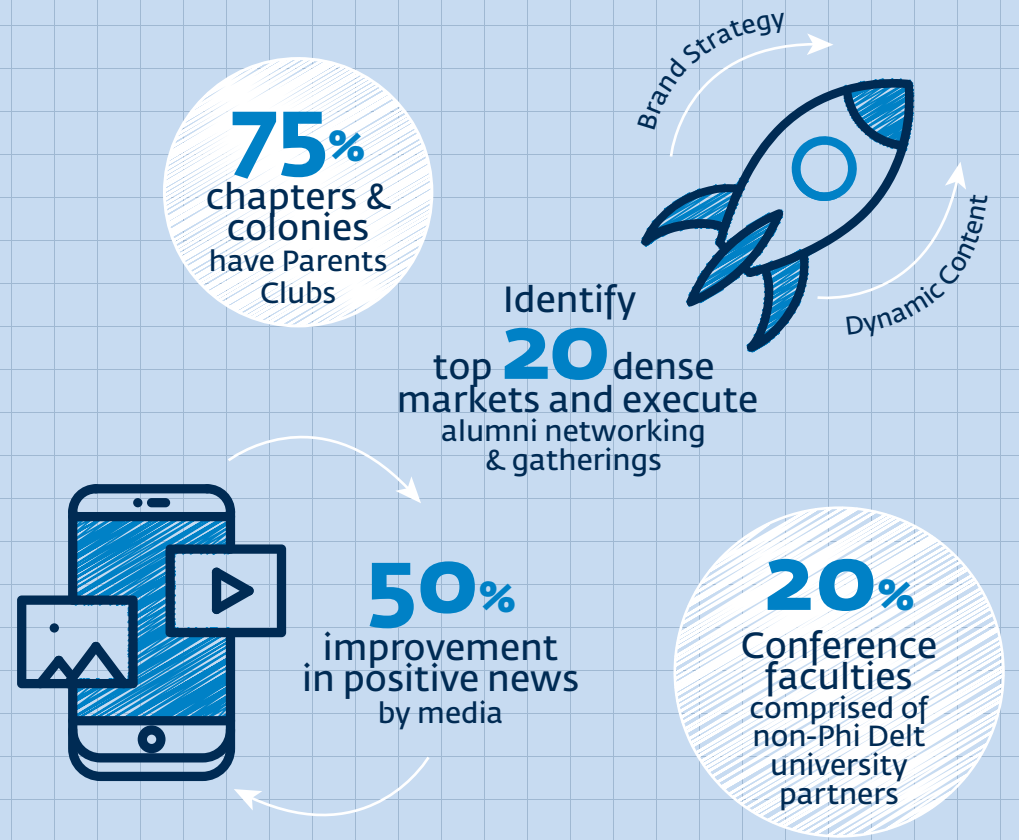 Brand Strategy
75%
chapters &
colonies
have Parents
Clubs
Dynamic Content
Identify
top 20 dense
markets and execute
alumni networking
& gatherings
50%
improvement
in positive news
by media
20%
Conference
faculties
comprised of
non-Phi Delt
university
partners